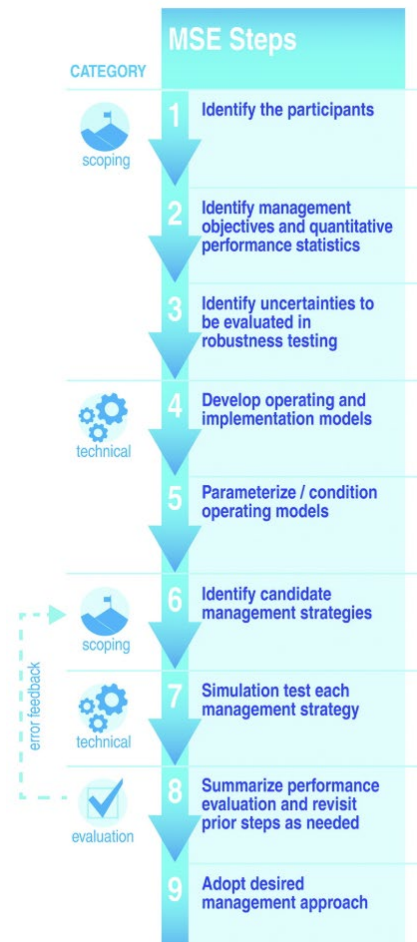 MSE Steps
CATEGORY
1
Identify the participants
scoping
2
Identify management
objectives and quantitative
performance statistics
3
Identify uncertainties to
be evaluated in
robustness testing
4
Develop operating and
implementation models
technical
5
Parameterize / condition
operating models
6
Identify candidate
management strategies
scoping
error feedback
7
Simulation test each
management strategy
technical
8
Summarize performance
evaluation and revisit
prior steps as needed
evaluation
9
Adopt desired
management approach